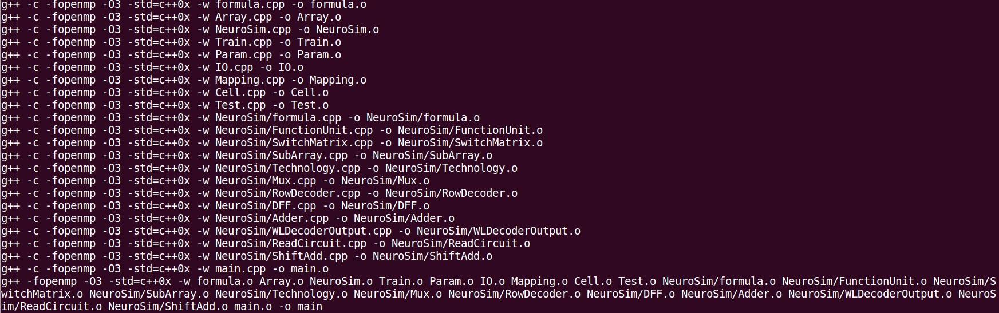 g++ -c -fopenmp -O3 -std=c++0x -w formula.cpp -o formula.o
g++ -c -fopenmp -O3 -std=c++0x -w Array.cpp -o Array.o
g++ -c -fopenmp -O3 -std=c++0x -w NeuroSim.cpp -o NeuroSim.o
g++ -c -fopenmp -O3 -std=c++0x -w Train.cpp -o Train.o
g++ -c -fopenmp -O3 -std=c++0x -w Param.cpp -o Param.o
g++ -c -fopenmp -O3 -std=c++0x -w IO.cpp -o IO.o
g++ -c -fopenmp -O3 -std=c++0x -w Mapping.cpp -o Mapping.o
g++ -c -fopenmp -O3 -std=c++0x -w Cell.cpp -o Cell.o
g++ -c -fopenmp -O3 -std=c++0x -w Test.cpp -o Test.o
g++ -c -fopenmp -O3 -std=c++0x -w NeuroSim/formula.cpp -o NeuroSim/formula.o
g++ -c -fopenmp -O3 -std=c++0x -w NeuroSim/FunctionUnit.cpp -o NeuroSim/FunctionUnit.o
g++ -c -fopenmp -O3 -std=c++0x -w NeuroSim/SwitchMatrix.cpp -o NeuroSim/SwitchMatrix.o
g++ -c -fopenmp -O3 -std=c++0x -w NeuroSim/SubArray.cpp -o NeuroSim/SubArray.o
g++ -c -fopenmp -O3 -std=c++0x -w NeuroSim/Technology.cpp -o NeuroSim/Technology.o
g++ -c -fopenmp -O3 -std=c++0x -w NeuroSim/Mux.cpp -o NeuroSim/Mux.o
g++ -c -fopenmp -O3 -std=c++0x -w NeuroSim/RowDecoder.cpp -o NeuroSim/RowDecoder.o
g++ -c -fopenmp -O3 -std=c++0x -w NeuroSim/DFF.cpp -o NeuroSim/DFF.o
g++ -c -fopenmp -O3 -std=c++0x -w NeuroSim/Adder.cpp -o NeuroSim/Adder.o
g++ -c -fopenmp -O3 -std=c++0x -w NeuroSim/WLDecoderOutput.cpp -o NeuroSim/WLDecoderOutput.o
g++ -c -fopenmp -O3 -std=c++0x -w NeuroSim/ReadCircuit.cpp -o NeuroSim/ReadCircuit.o
g++ -c -fopenmp -O3 -std=c++0x -w NeuroSim/ShiftAdd.cpp -o NeuroSim/ShiftAdd.o
g++ -c -fopenmp -O3 -std=c++0x -w main.cpp -o main.o
g++ -fopenmp -O3 -std=c++0x -w formula.o Array.o NeuroSim.o Train.o Param.o IO.o Mapping.o Cell.o Test.o NeuroSim/formula.o NeuroSim/FunctionUnit.o NeuroSim/S
witchMatrix.o NeuroSim/SubArray.o NeuroSim/Technology.o NeuroSim/Mux.o NeuroSim/RowDecoder.o NeuroSim/DFF.o NeuroSim/Adder.o NeuroSim/WLDecoderOutput.o NeuroS
im/ReadCircuit.o NeuroSim/ShiftAdd.o main.o -o main